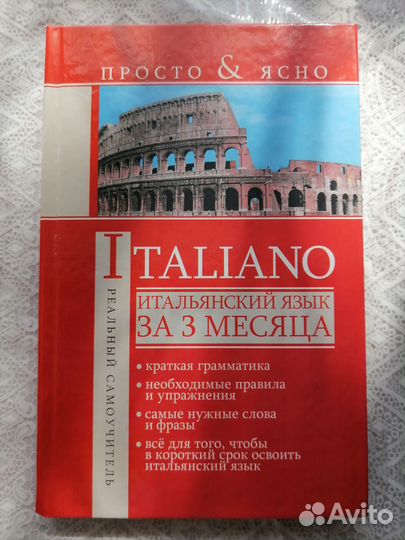 ПРОСТО & ЯСНО
ITALIANO
ИТАЛЬЯНСКИЙ ЯЗЫК
ЗА 3 МЕСЯЦА
РЕАЛЬНЫЙ САМОУЧИТЕЛЬ
• краткая грамматика
• необходимые правила
и упражнения
• самые нужные слова
и фразы
• всё для того, чтобы
в короткий срок освоить
итальянский язык
Avito